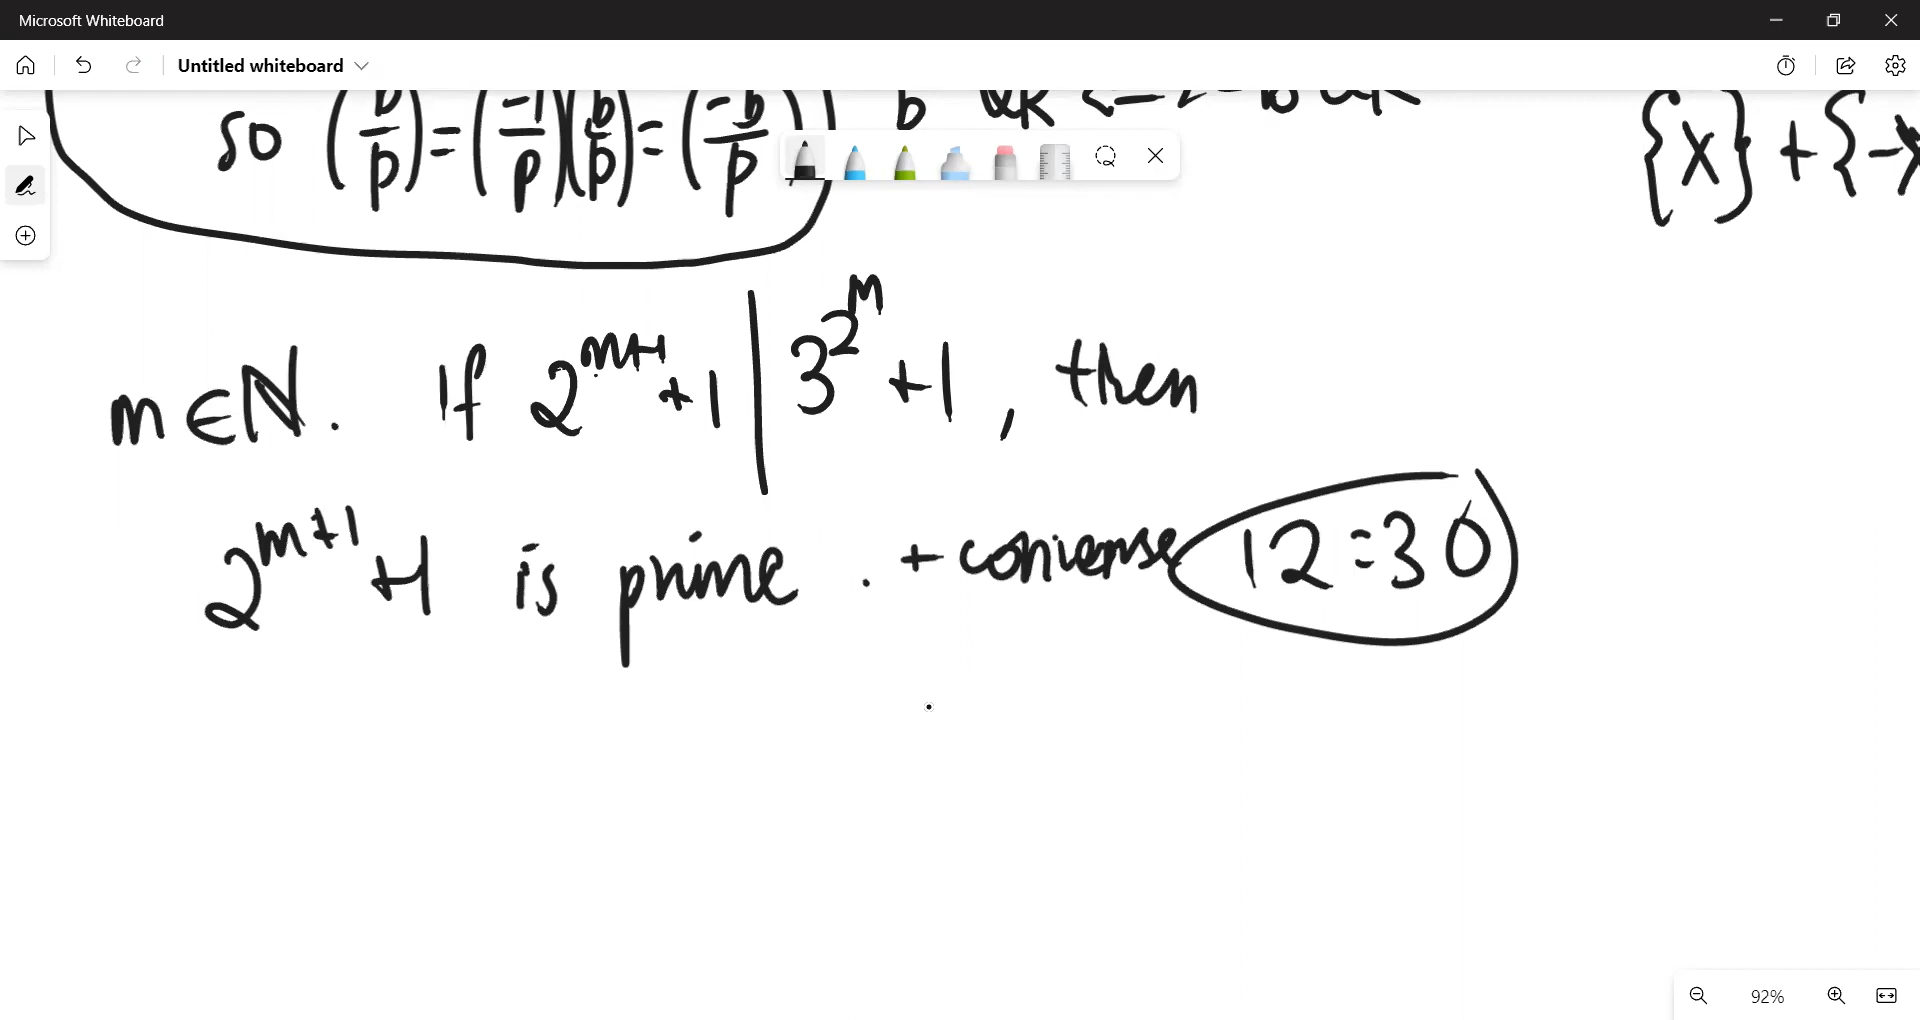 Microsoft Whiteboard
Untitled whiteboard
so (b/p) = (-1/p)(b/p) = (-b/p)
{x} + {-x
m ∈ ℕ. If 2^{m+1} + 1 | 3^{2^m} + 1, then
2^{m+1} + 1 is prime. + converse 12:30
92%